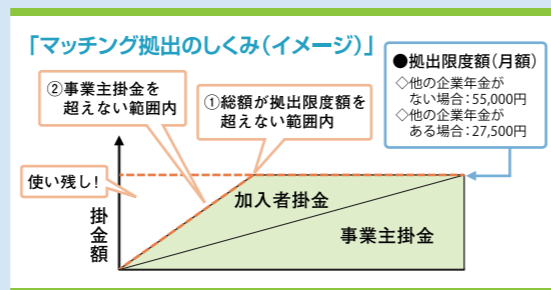 「マッチング拠出のしくみ(イメージ)」
●拠出限度額(月額)
◇他の企業年金が
ない場合:55,000円
◇他の企業年金が
ある場合:27,500円
②事業主掛金を
超えない範囲内
①総額が拠出限度額を
超えない範囲内
使い残し!
掛金額
加入者掛金
事業主掛金